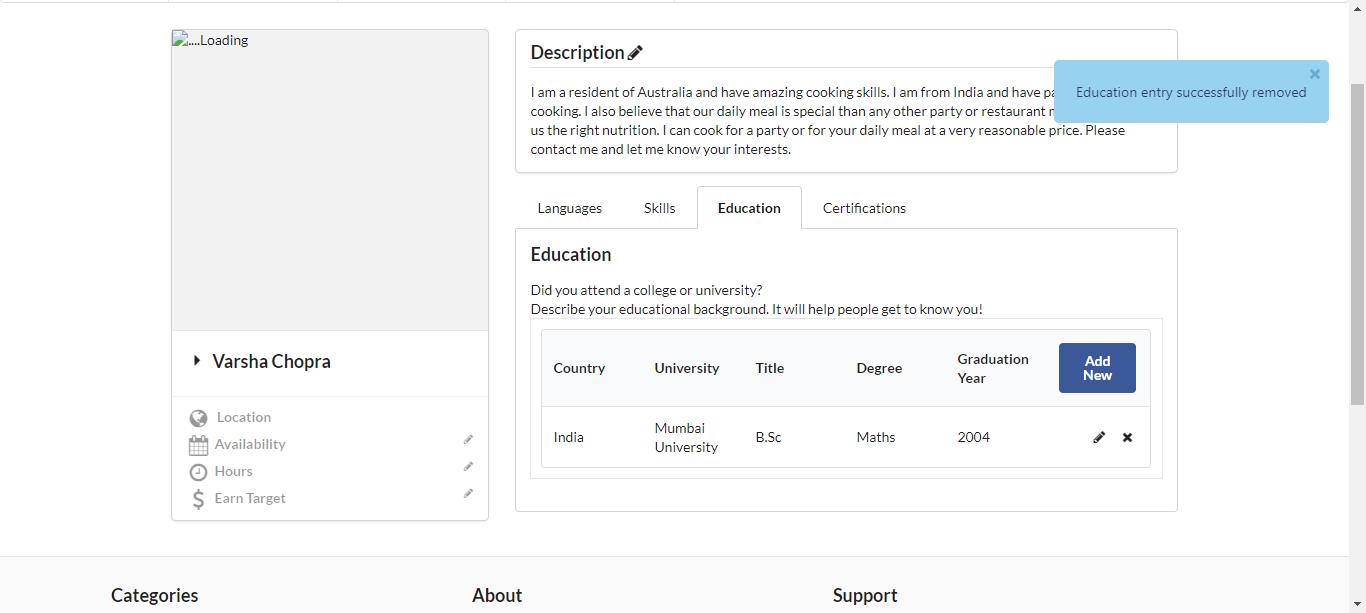 ....Loading
Description
I am a resident of Australia and have amazing cooking skills. I am from India and have
cooking. I also believe that our daily meal is special than any other party or restaurant
us the right nutrition. I can cook for a party or for your daily meal at a very reasonable price. Please
contact me and let me know your interests.
Education entry successfully removed
Languages
Skills
Education
Certifications
Education
Did you attend a college or university?
Describe your educational background. It will help people get to know you!
Country
University
Title
Degree
Graduation
Year
Add
New
India
Mumbai
University
B.Sc
Maths
2004
Varsha Chopra
Location
Availability
Hours
Earn Target
Categories
About
Support